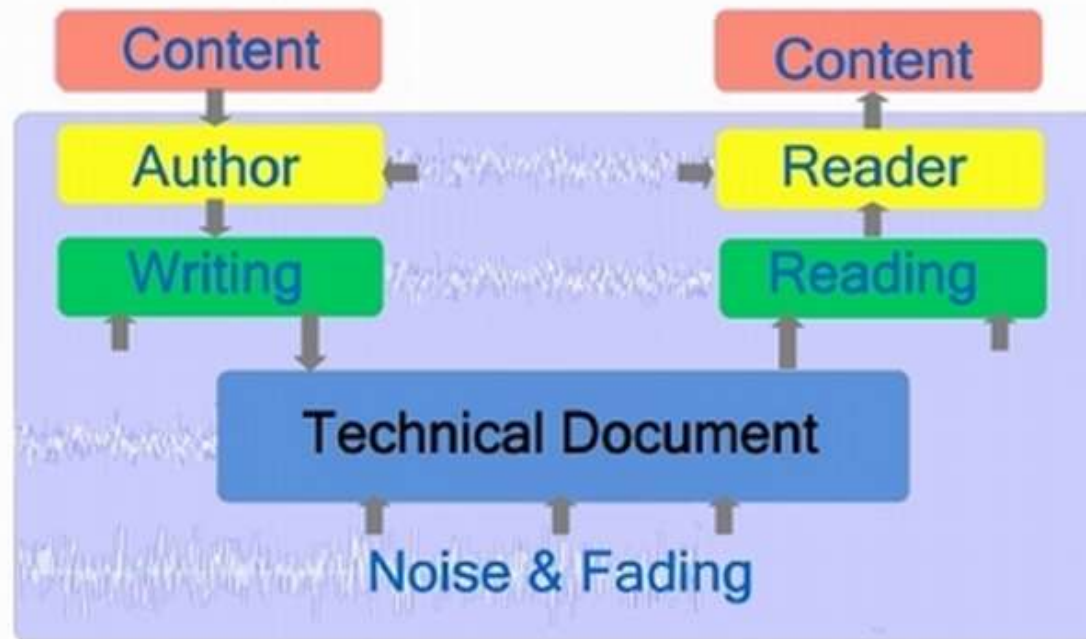 Content
Content
Author
Reader
Writing
Reading
Technical Document
Noise & Fading